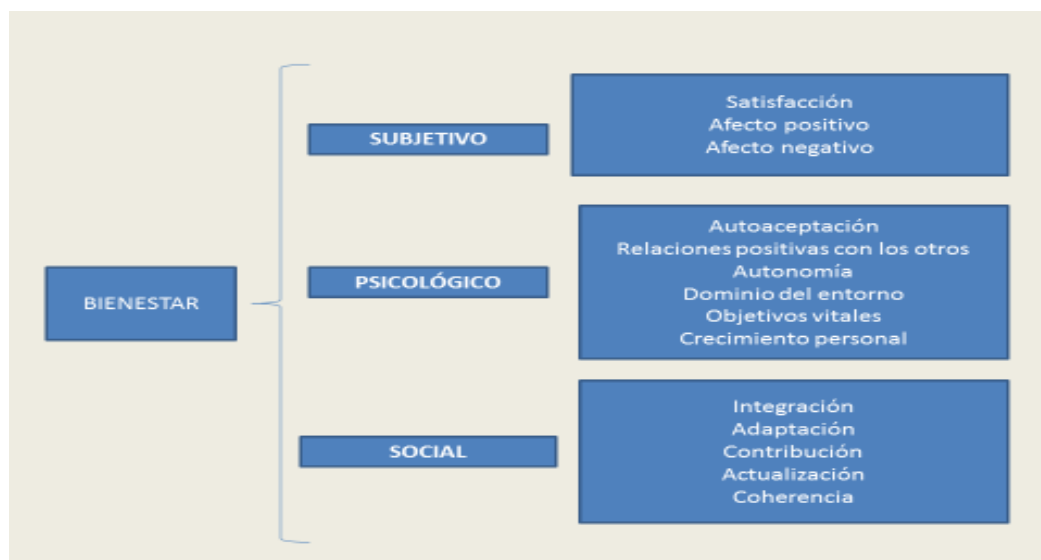 BIENESTAR
SUBJETIVO
Satisfacción
Afecto positivo
Afecto negativo
PSICOLÓGICO
Autoaceptación
Relaciones positivas con los otros
Autonomía
Dominio del entorno
Objetivos vitales
Crecimiento personal
SOCIAL
Integración
Adaptación
Contribución
Actualización
Coherencia